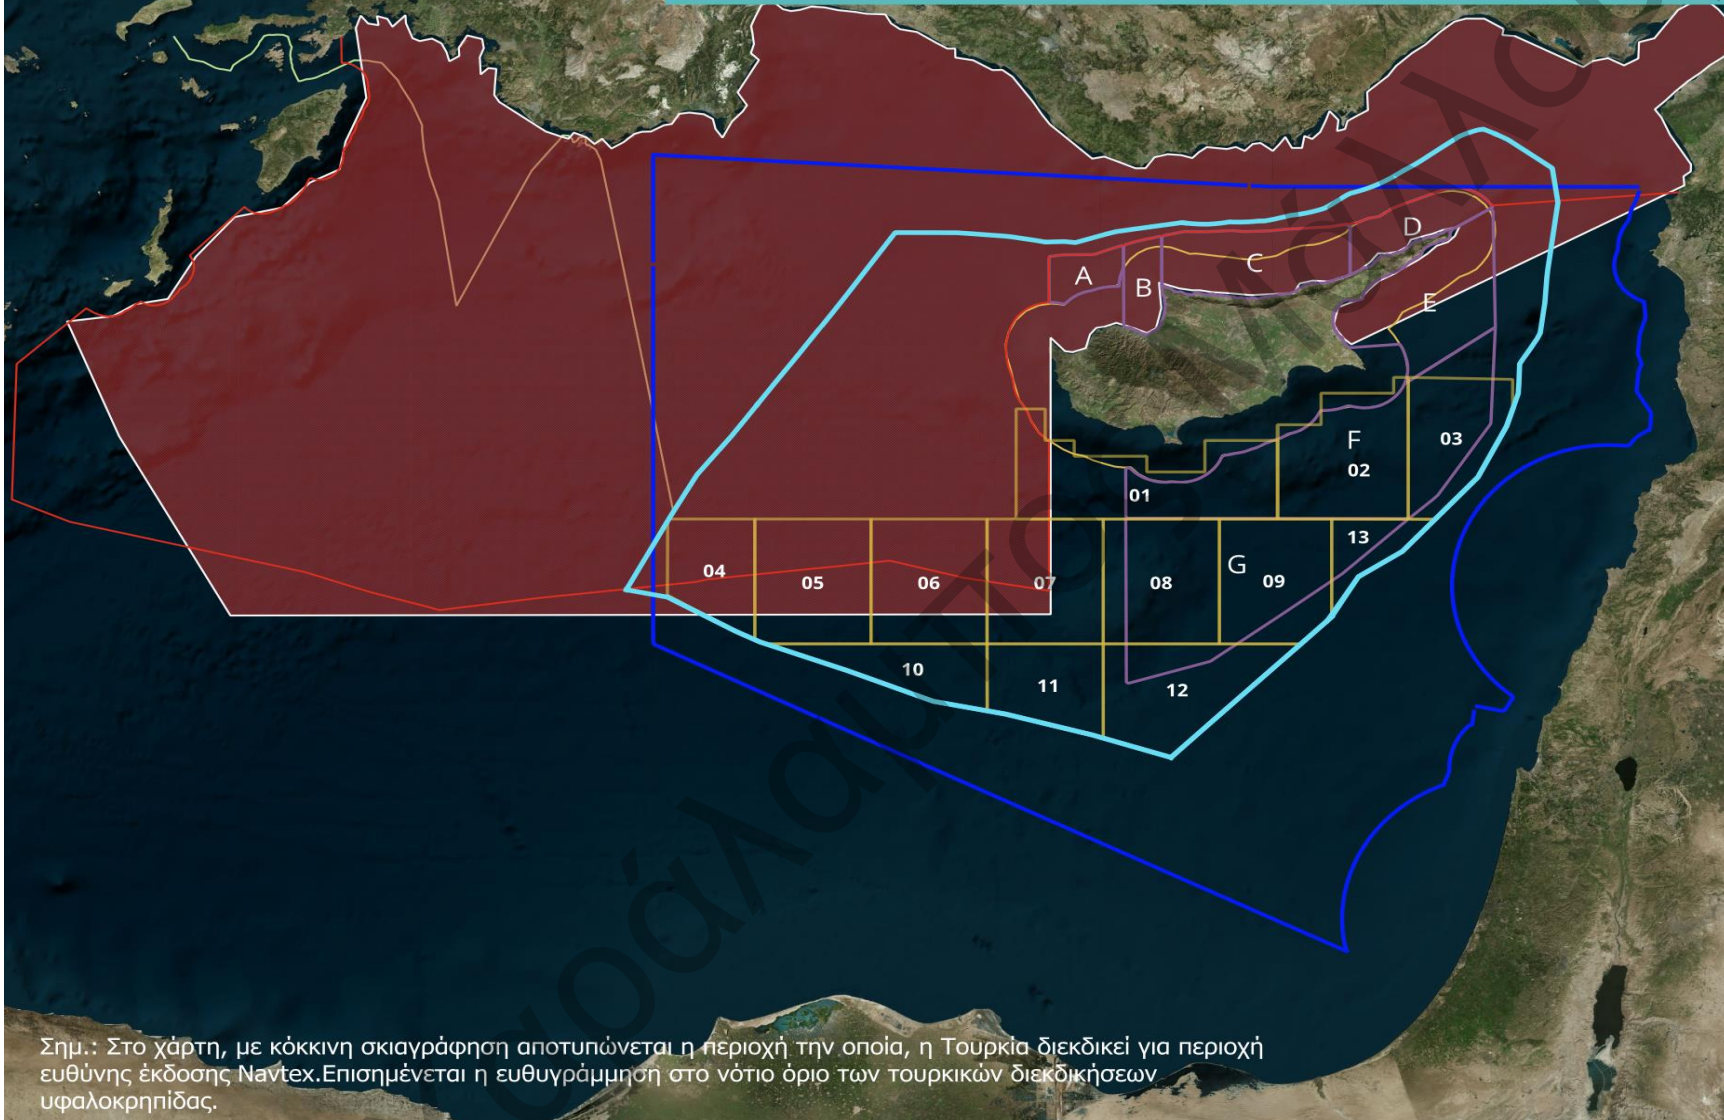 D
C
A
B
E
F
03
02
01
13
G
04
05
06
07
08
09
10
11
12
Σημ.: Στο χάρτη, με κόκκινη σκιαγράφηση αποτυπώνεται η περιοχή την οποία, η Τουρκία διεκδικεί για περιοχή
ευθύνης έκδοσης Navtex.Επισημένεται η ευθυγράμμηση στο νότιο όριο των τουρκικών διεκδικήσεων
υφαλοκρηπίδας.